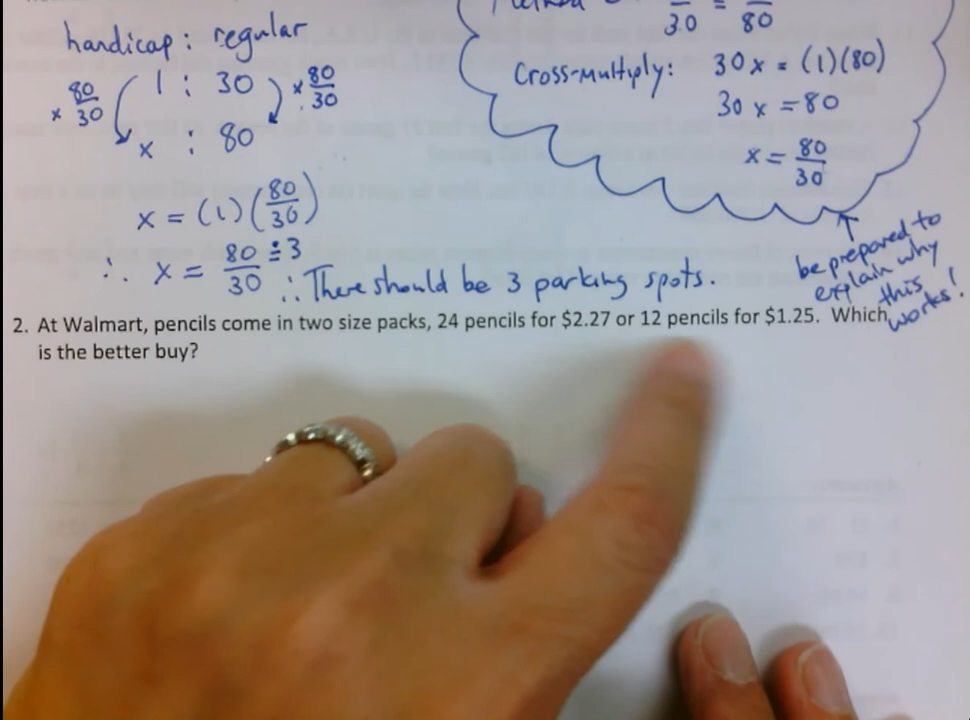 handicap : regular
1 : 30
× 80/30
× 80/30
x : 80
x = (1)(80/30)
∴ x = 80/30 ≐ 3
∴ There should be 3 parking spots.
30 = 80
Cross-multiply: 30x = (1)(80)
30x = 80
x = 80/30
be prepared to
explain why
this
works!
2. At Walmart, pencils come in two size packs, 24 pencils for $2.27 or 12 pencils for $1.25. Which
is the better buy?